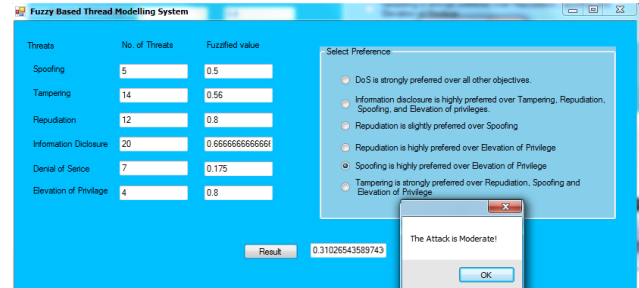 Fuzzy Based Thread Modelling System
Threats No. of Threats Fuzzified value
Spoofing 5 0.5
Tampering 14 0.56
Repudiation 12 0.8
Information Diclosure 20 0.6666666666666
Denial of Serice 7 0.175
Elevation of Privilage 4 0.8
Select Preference
DoS is strongly preferred over all other objectives.
Information disclosure is highly preferred over Tampering, Repudiation,
Spoofing, and Elevation of privileges.
Repudiation is slightly preferred over Spoofing
Repudiation is highly preferred over Elevation of Privilege
Spoofing is highly preferred over Elevation of Privilege
Tampering is strongly preferred over Repudiation, Spoofing and
Elevation of Privilege
Result 0.31026543589743
The Attack is Moderate!
OK